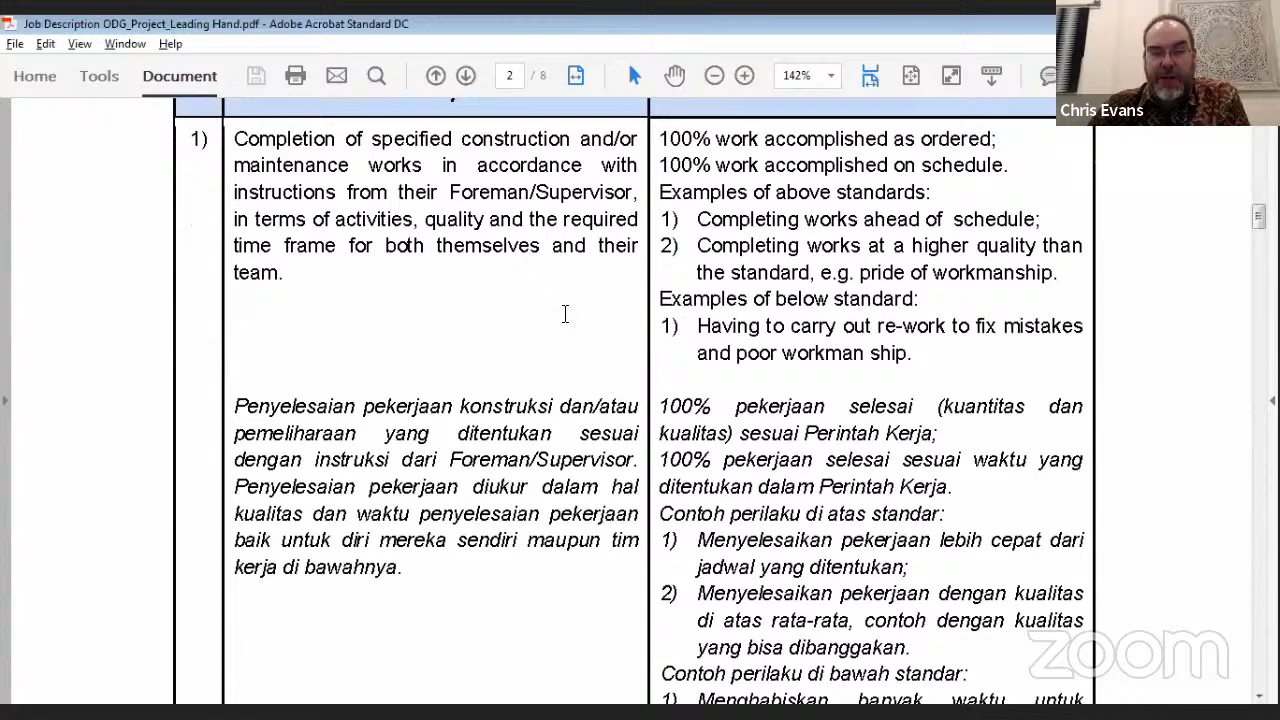 Job Description ODG_Project_Leading Hand.pdf - Adobe Acrobat Standard DC
File Edit View Window Help
Home Tools Document 2 / 8 142%
Chris Evans
1) Completion of specified construction and/or
maintenance works in accordance with
instructions from their Foreman/Supervisor,
in terms of activities, quality and the required
time frame for both themselves and their
team.
100% work accomplished as ordered;
100% work accomplished on schedule.
Examples of above standards:
1) Completing works ahead of schedule;
2) Completing works at a higher quality than
the standard, e.g. pride of workmanship.
Examples of below standard:
1) Having to carry out re-work to fix mistakes
and poor workman ship.
Penyelesaian pekerjaan konstruksi dan/atau
pemeliharaan yang ditentukan sesuai
dengan instruksi dari Foreman/Supervisor.
Penyelesaian pekerjaan diukur dalam hal
kualitas dan waktu penyelesaian pekerjaan
baik untuk diri mereka sendiri maupun tim
kerja di bawahnya.
100% pekerjaan selesai (kuantitas dan
kualitas) sesuai Perintah Kerja;
100% pekerjaan selesai sesuai waktu yang
ditentukan dalam Perintah Kerja.
Contoh perilaku di atas standar:
1) Menyelesaikan pekerjaan lebih cepat dari
jadwal yang ditentukan;
2) Menyelesaikan pekerjaan dengan kualitas
di atas rata-rata, contoh dengan kualitas
yang bisa dibanggakan.
Contoh perilaku di bawah standar:
1) Menghabiskan banyak waktu untuk
zoom